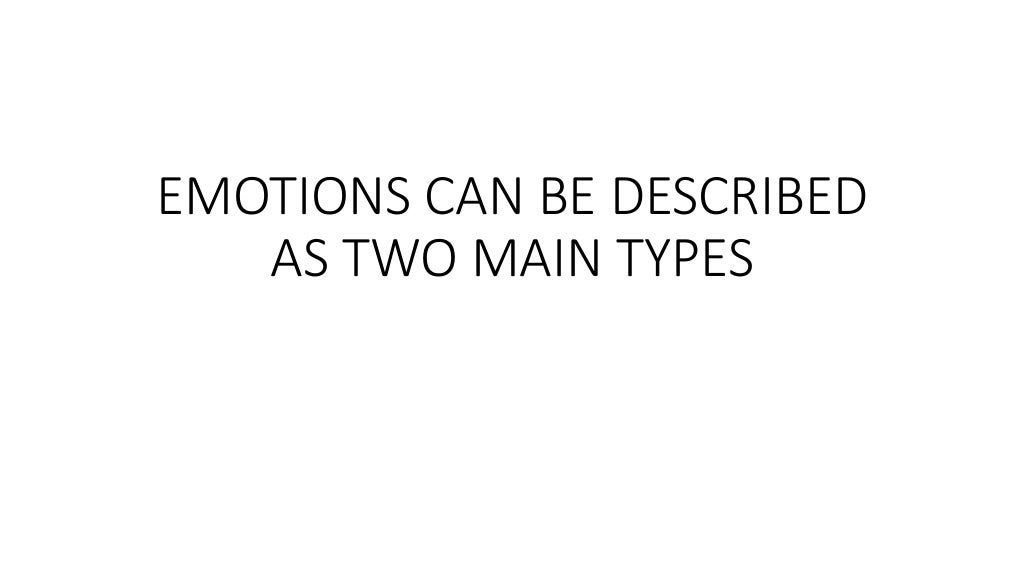 EMOTIONS CAN BE DESCRIBED
AS TWO MAIN TYPES